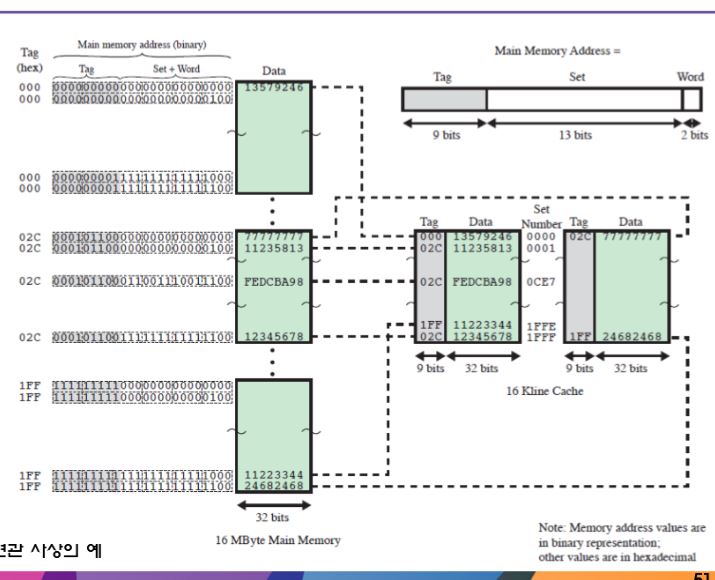 Tag
(hex)
Main memory address (binary)
Tag
Set + Word
Data
000 000000000000000000000000 13579246
000 000000000000000000000100
000 000000001111111111111000
000 000000001111111111111100
02C 000101100000000000000000 77777777
02C 000101100000000000000100 11235813
02C 000101100011001110011100 FEDCBA98
02C 000101100111111111111100 12345678
1FF 111111111000000000000000
1FF 111111111000000000000100
1FF 111111111111111111111000 11223344
1FF 111111111111111111111100 24682468
32 bits
16 MByte Main Memory
Main Memory Address =
Tag Set Word
9 bits 13 bits 2 bits
Set
Tag Data Number Tag Data
000 13579246 0000 02C 77777777
02C 11235813 0001
02C FEDCBA98 0CE7
1FF 11223344 1FFE
02C 12345678 1FFF 1FF 24682468
9 bits 32 bits 9 bits 32 bits
16 Kline Cache
Note: Memory address values are
in binary representation;
other values are in hexadecimal
사상의 예
51